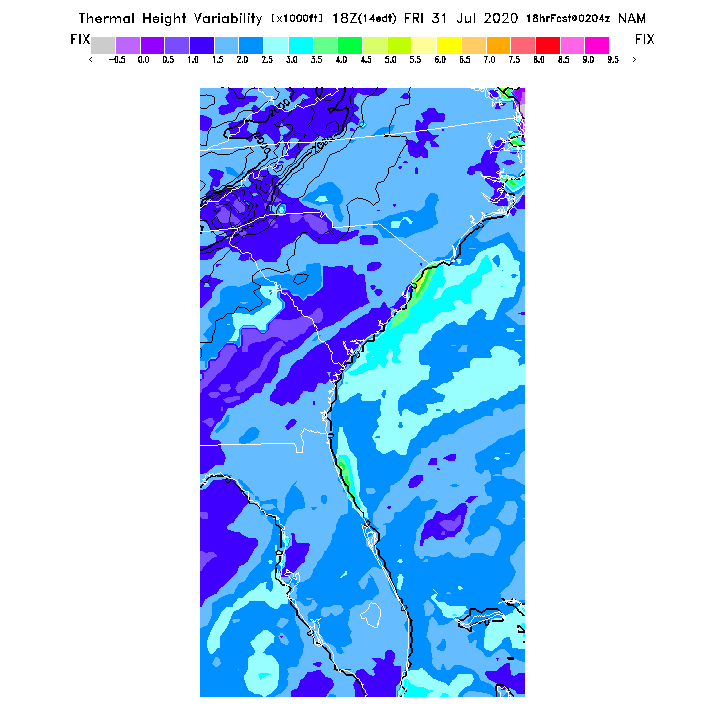 Thermal Height Variability [x1000ft] 18Z(14edt) FRI 31 Jul 2020 18hrFcst@0204z NAM
FIX FIX
< -0.5 0.0 0.5 1.0 1.5 2.0 2.5 3.0 3.5 4.0 4.5 5.0 5.5 6.0 6.5 7.0 7.5 8.0 8.5 9.0 9.5 >